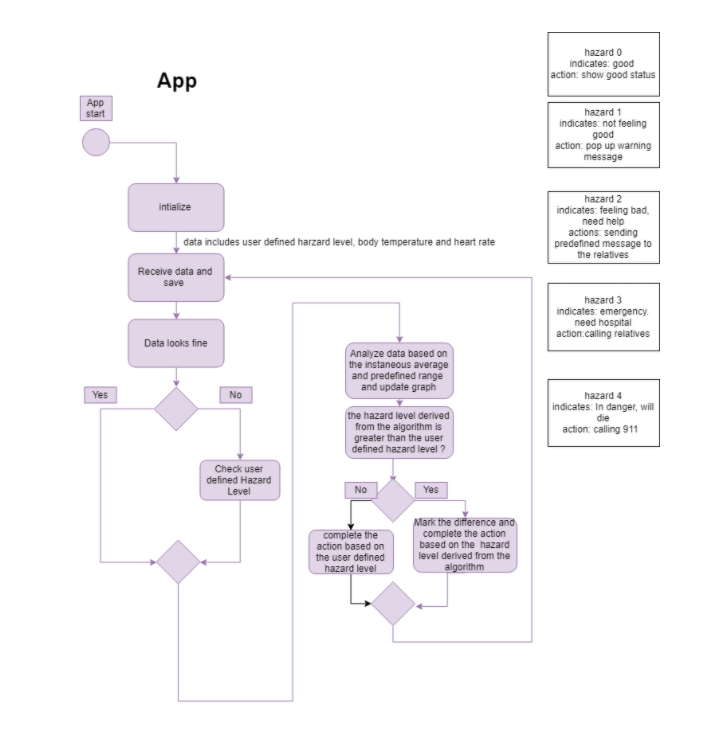 App
App
start
intialize
data includes user defined harzard level, body temperature and heart rate
Receive data and
save
Data looks fine
Yes
No
Check user
defined Hazard
Level
Analyze data based on
the instaneous average
and predefined range
and update graph
the hazard level derived
from the algorithm is
greater than the user
defined hazard level ?
No
Yes
complete the
action based on
the user defined
hazard level
Mark the difference and
complete the action
based on the hazard
level derived from the
algorithm
hazard 0
indicates: good
action: show good status
hazard 1
indicates: not feeling
good
action: pop up warning
message
hazard 2
indicates: feeling bad,
need help
actions: sending
predefined message to
the relatives
hazard 3
indicates: emergency.
need hospital
action:calling relatives
hazard 4
indicates: In danger, will
die
action: calling 911